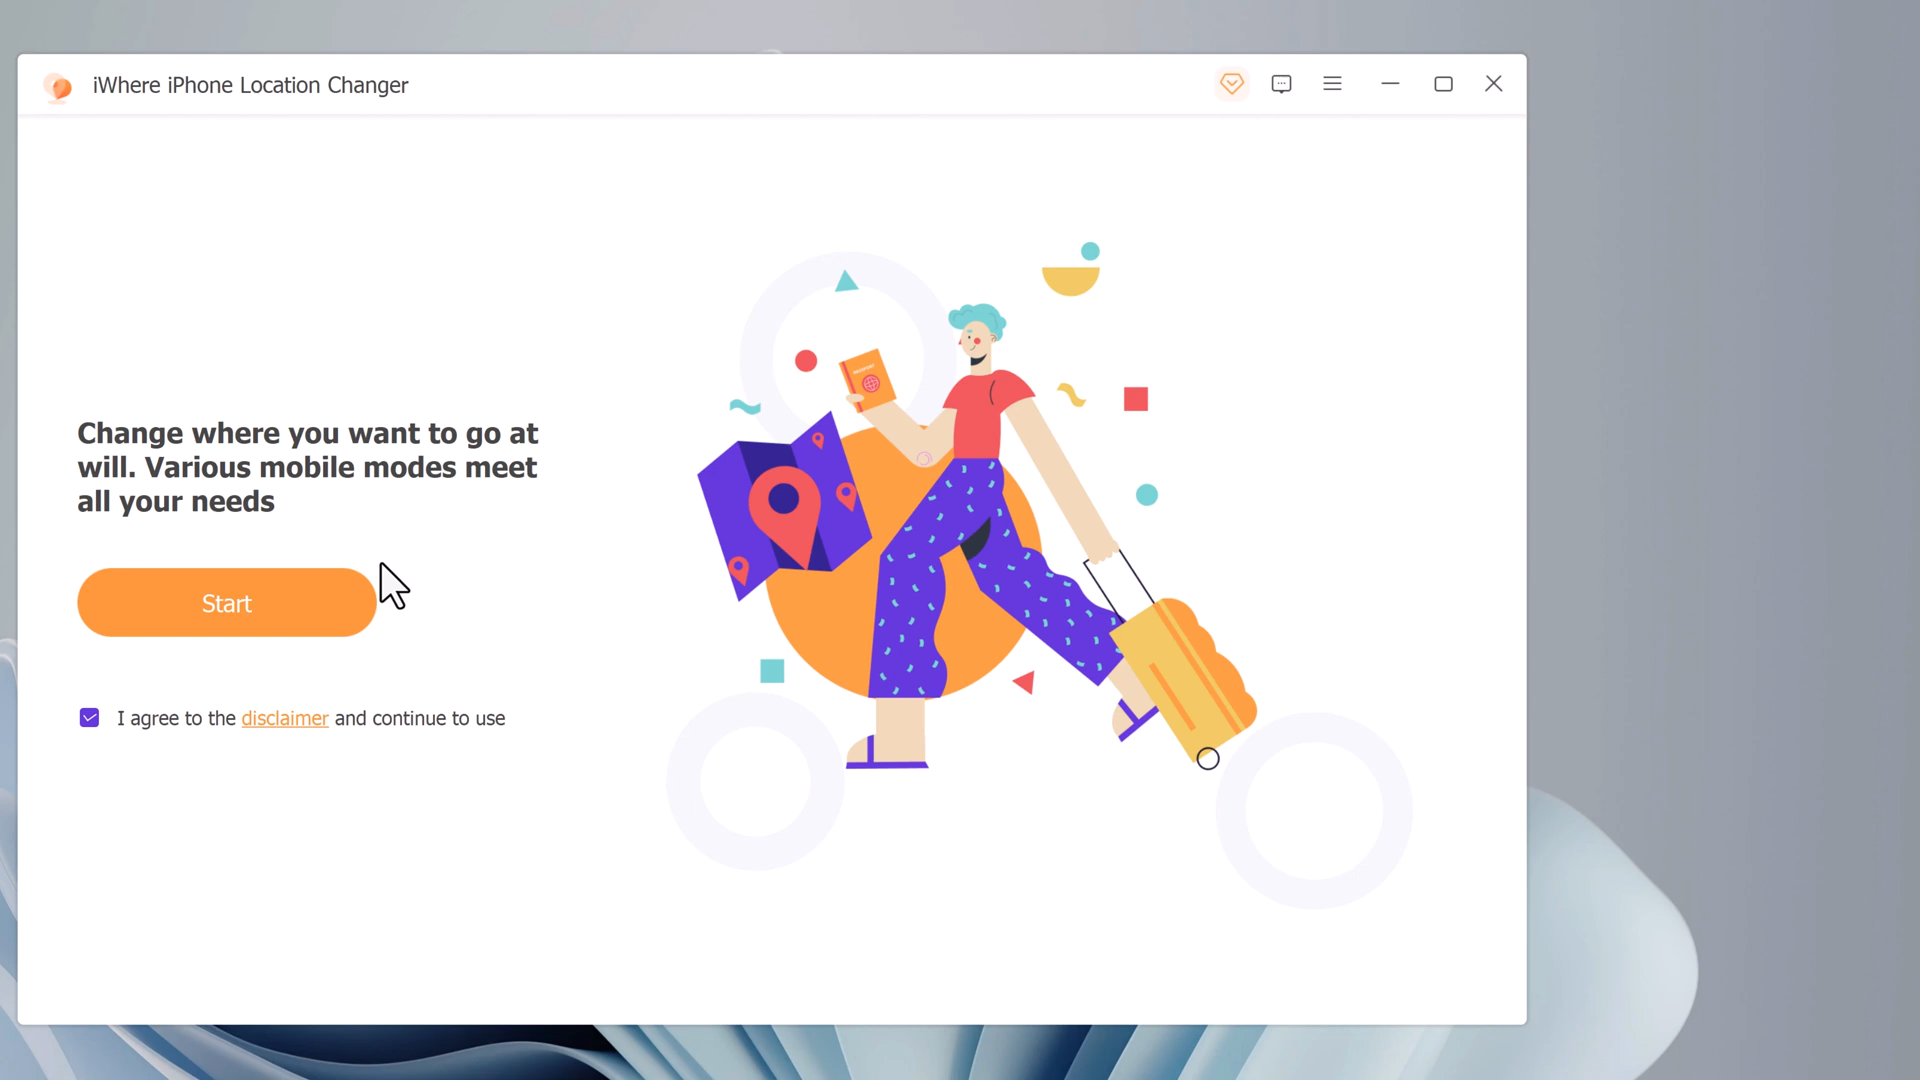 iWhere iPhone Location Changer
Change where you want to go at
will. Various mobile modes meet
all your needs
Start
I agree to the disclaimer and continue to use